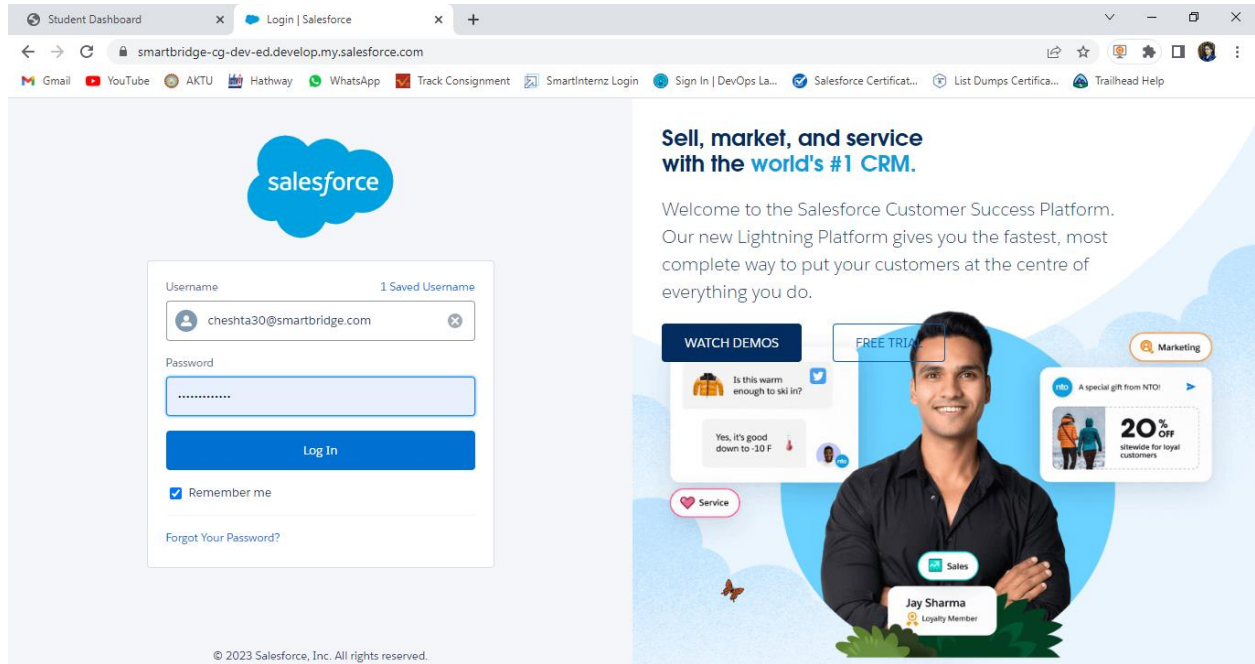 Student Dashboard
Login | Salesforce
smartbridge-cg-dev-ed.develop.my.salesforce.com
Gmail
YouTube
AKTU
Hathway
WhatsApp
Track Consignment
SmartInternz Login
Sign In | DevOps La...
Salesforce Certificat...
List Dumps Certifica...
Trailhead Help
salesforce
Username 1 Saved Username
cheshta30@smartbridge.com
Password
.............
Log In
Remember me
Forgot Your Password?
© 2023 Salesforce, Inc. All rights reserved.
Sell, market, and service
with the world's #1 CRM.
Welcome to the Salesforce Customer Success Platform.
Our new Lightning Platform gives you the fastest, most
complete way to put your customers at the centre of
everything you do.
WATCH DEMOS
FREE TRIAL
Marketing
Is this warm
enough to ski in?
Yes, it's good
down to -10 F
nto
Service
nto
A special gift from NTO!
20% OFF
sitewide for loyal
customers
Sales
Jay Sharma
Loyalty Member